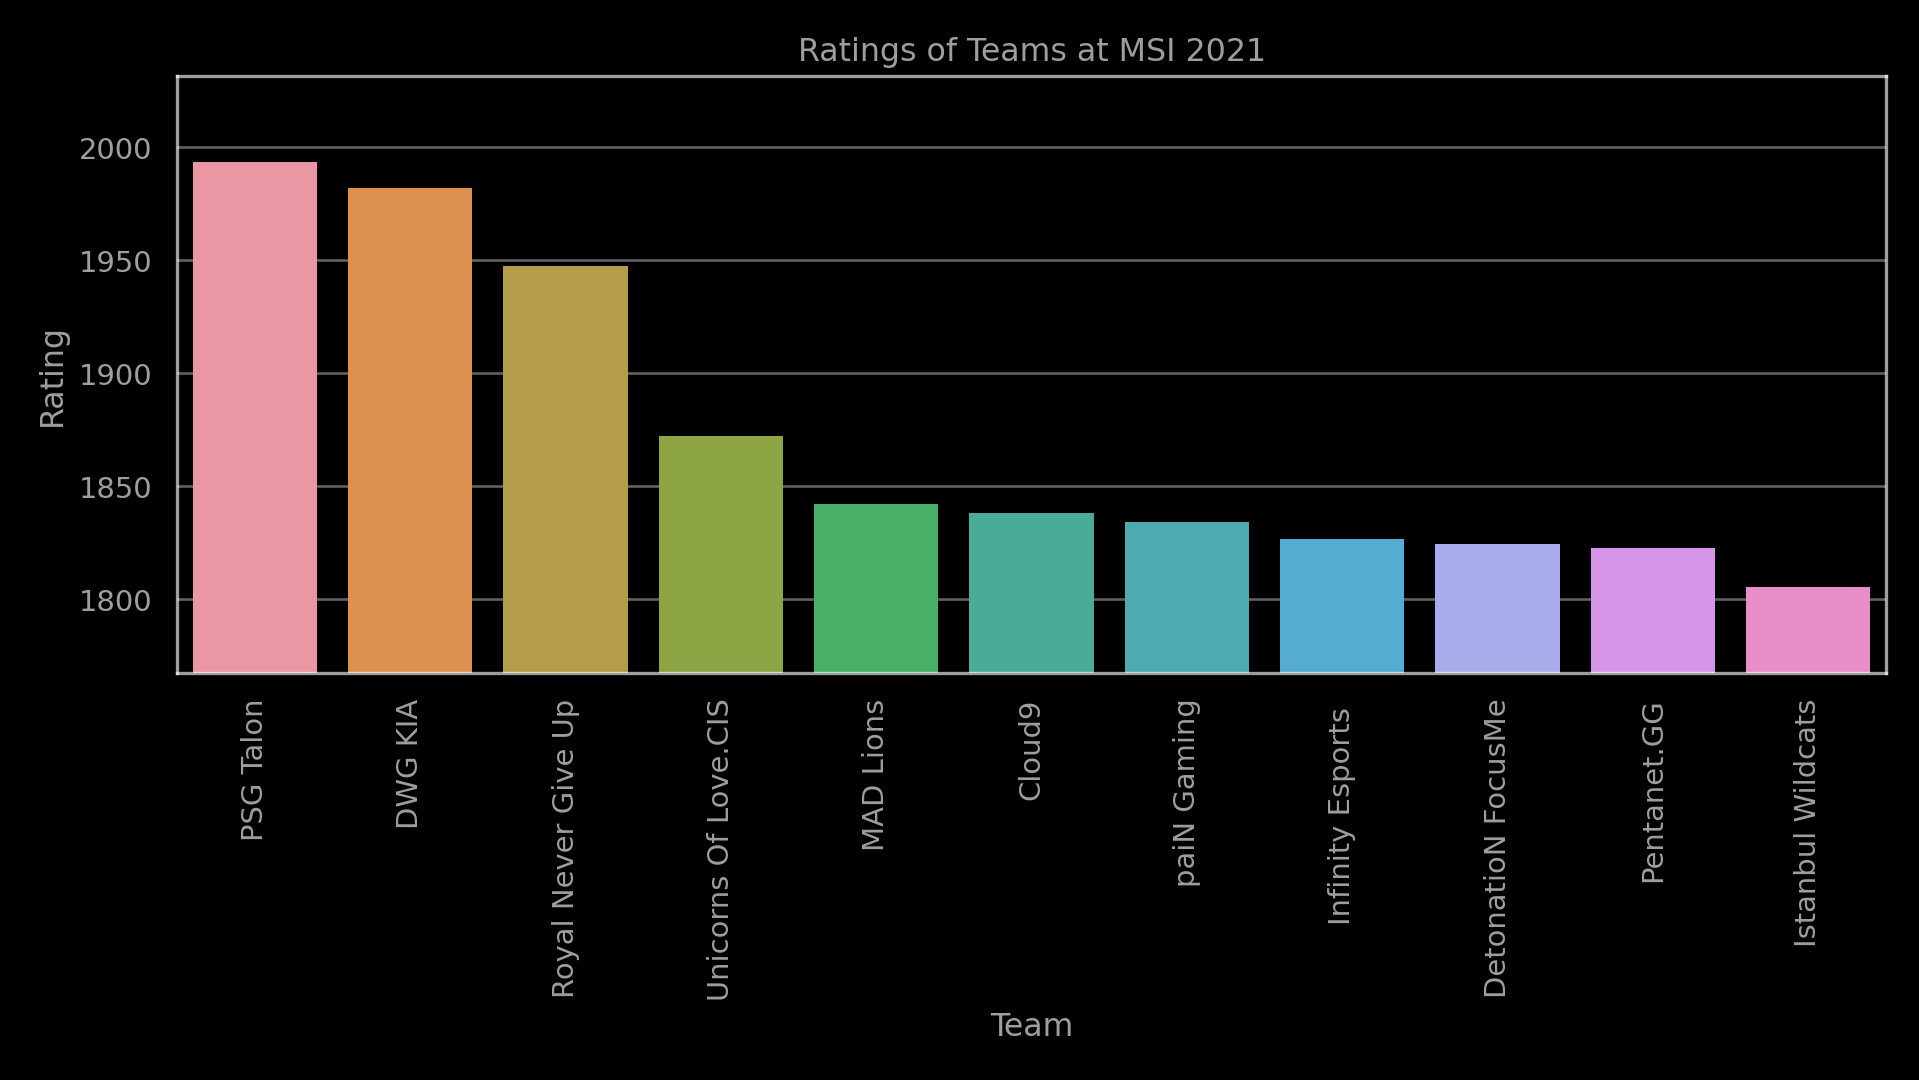 Ratings of Teams at MSI 2021
Rating
2000
1950
1900
1850
1800
PSG Talon
DWG KIA
Royal Never Give Up
Unicorns Of Love.CIS
MAD Lions
Cloud9
paiN Gaming
Infinity Esports
DetonatioN FocusMe
Pentanet.GG
Istanbul Wildcats
Team